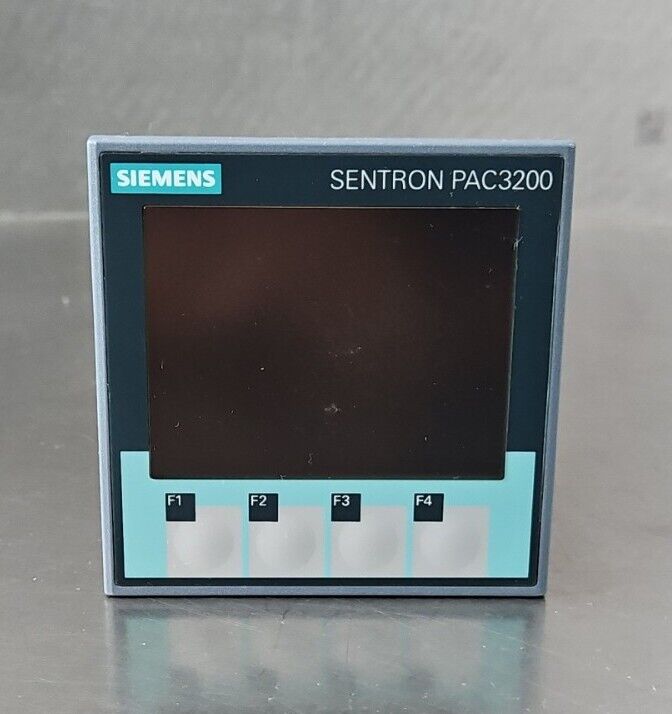 SIEMENS SENTRON PAC3200
F1 F2 F3 F4